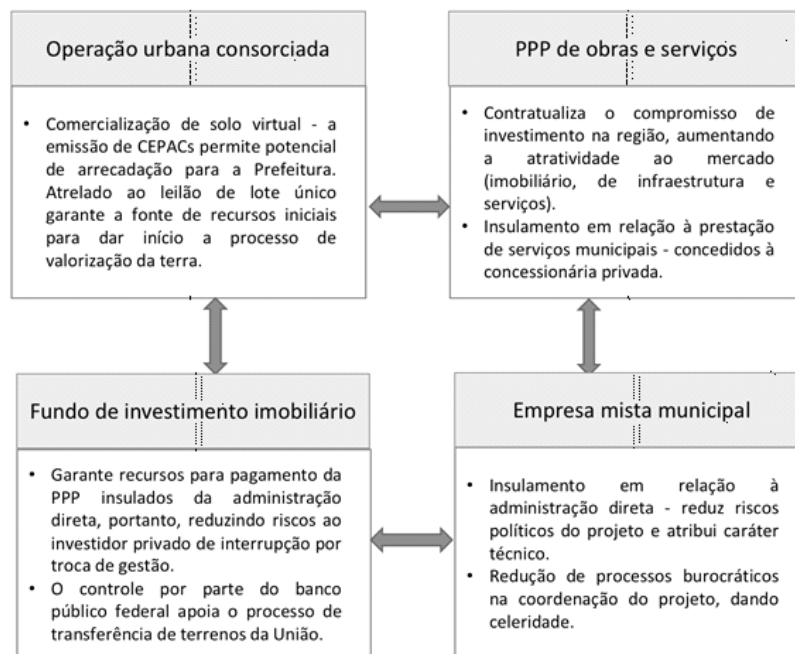 Operação urbana consorciada
• Comercialização de solo virtual - a
emissão de CEPACs permite potencial
de arrecadação para a Prefeitura.
Atrelado ao leilão de lote único
garante a fonte de recursos iniciais
para dar início a processo de
valorização da terra.
PPP de obras e serviços
• Contratualiza o compromisso de
investimento na região, aumentando
a atratividade ao mercado
(imobiliário, de infraestrutura e
serviços).
• Insulamento em relação à prestação
de serviços municipais - concedidos à
concessionária privada.
Fundo de investimento imobiliário
• Garante recursos para pagamento da
PPP insulados da administração
direta, portanto, reduzindo riscos ao
investidor privado de interrupção por
troca de gestão.
• O controle por parte do banco
público federal apoia o processo de
transferência de terrenos da União.
Empresa mista municipal
• Insulamento em relação à
administração direta - reduz riscos
políticos do projeto e atribui caráter
técnico.
• Redução de processos burocráticos
na coordenação do projeto, dando
celeridade.